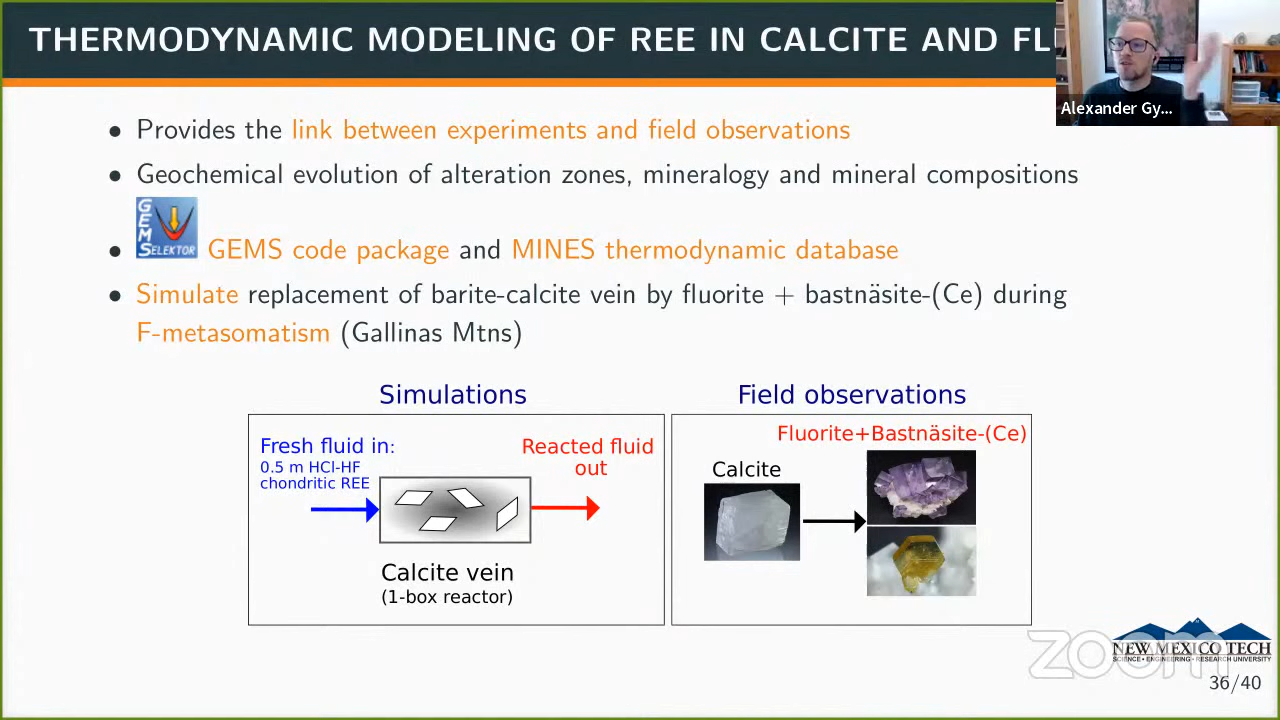 THERMODYNAMIC MODELING OF REE IN CALCITE AND FL
Alexander Gy...
• Provides the link between experiments and field observations
• Geochemical evolution of alteration zones, mineralogy and mineral compositions
GEMS
SELEKTOR
• GEMS code package and MINES thermodynamic database
• Simulate replacement of barite-calcite vein by fluorite + bastnäsite-(Ce) during
F-metasomatism (Gallinas Mtns)
Simulations
Fresh fluid in:
0.5 m HCl-HF
chondritic REE
Reacted fluid
out
Calcite vein
(1-box reactor)
Field observations
Fluorite+Bastnäsite-(Ce)
Calcite
zoom
NEW MEXICO TECH
SCIENCE • ENGINEERING • RESEARCH UNIVERSITY
36/40